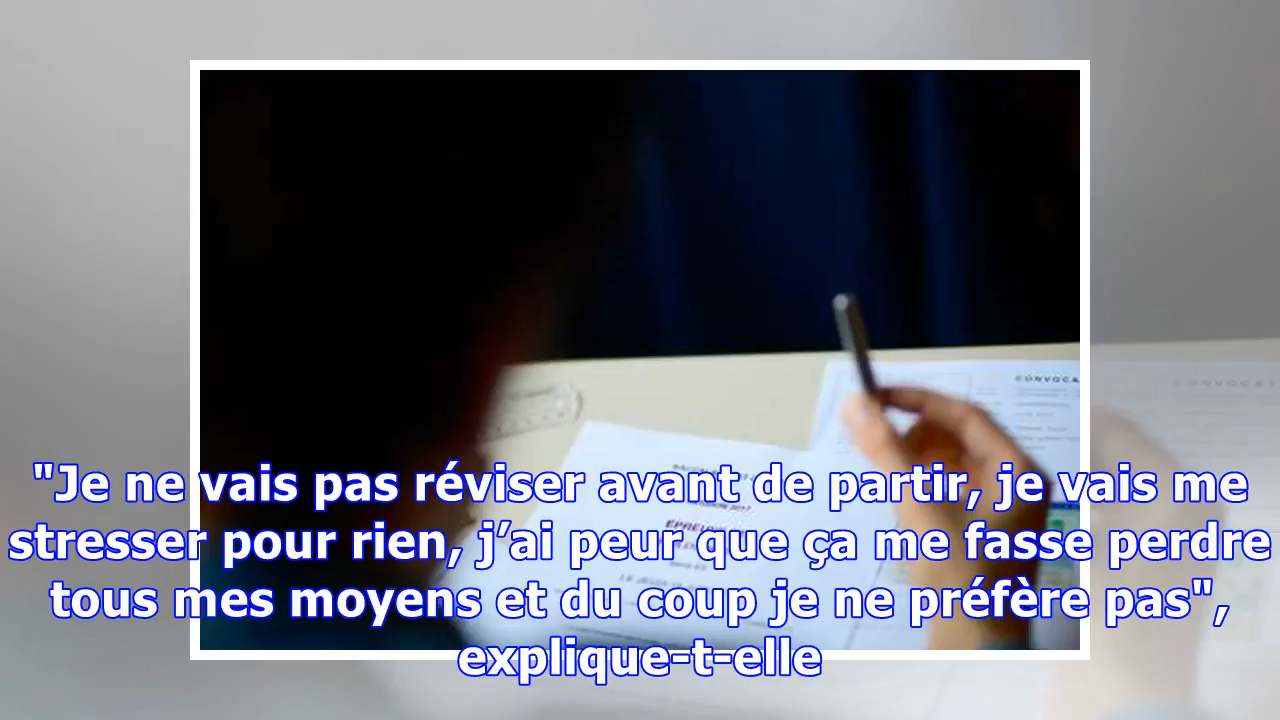 CONVOCA
"Je ne vais pas réviser avant de partir, je vais me
stresser pour rien, j’ai peur que ça me fasse perdre
tous mes moyens et du coup je ne préfère pas",
explique-t-elle